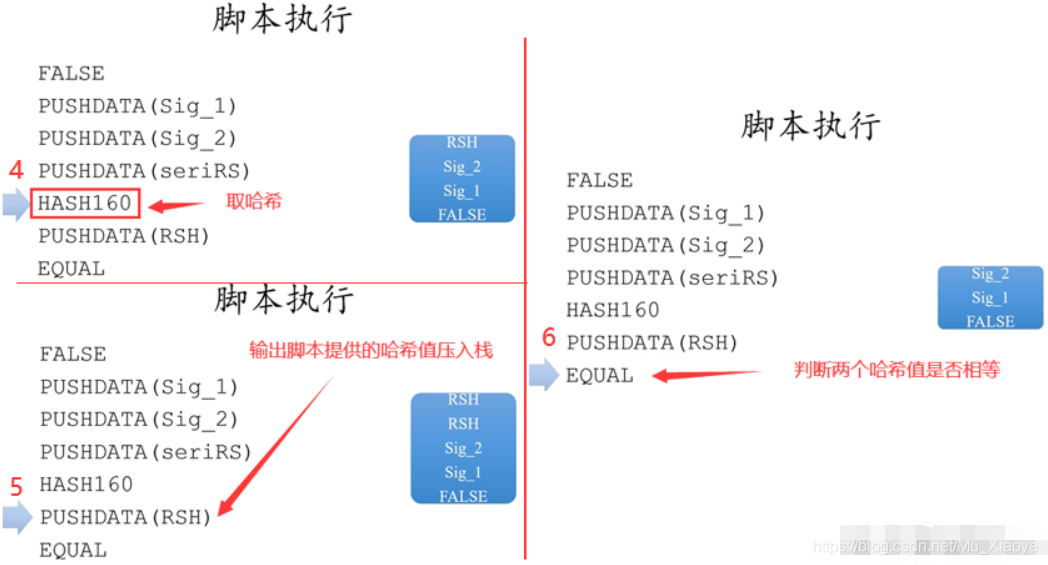 脚本执行
FALSE
PUSHDATA(Sig_1)
PUSHDATA(Sig_2)
4 PUSHDATA(seriRS)
HASH160 取哈希
PUSHDATA(RSH)
EQUAL
RSH
Sig_2
Sig_1
FALSE
脚本执行
输出脚本提供的哈希值压入栈
FALSE
PUSHDATA(Sig_1)
PUSHDATA(Sig_2)
PUSHDATA(seriRS)
HASH160
5 PUSHDATA(RSH)
EQUAL
RSH
RSH
Sig_2
Sig_1
FALSE
脚本执行
FALSE
PUSHDATA(Sig_1)
PUSHDATA(Sig_2)
PUSHDATA(seriRS)
HASH160
6 PUSHDATA(RSH)
EQUAL 判断两个哈希值是否相等
Sig_2
Sig_1
FALSE
https://blog.csdn.net/Mu_Xiaoye